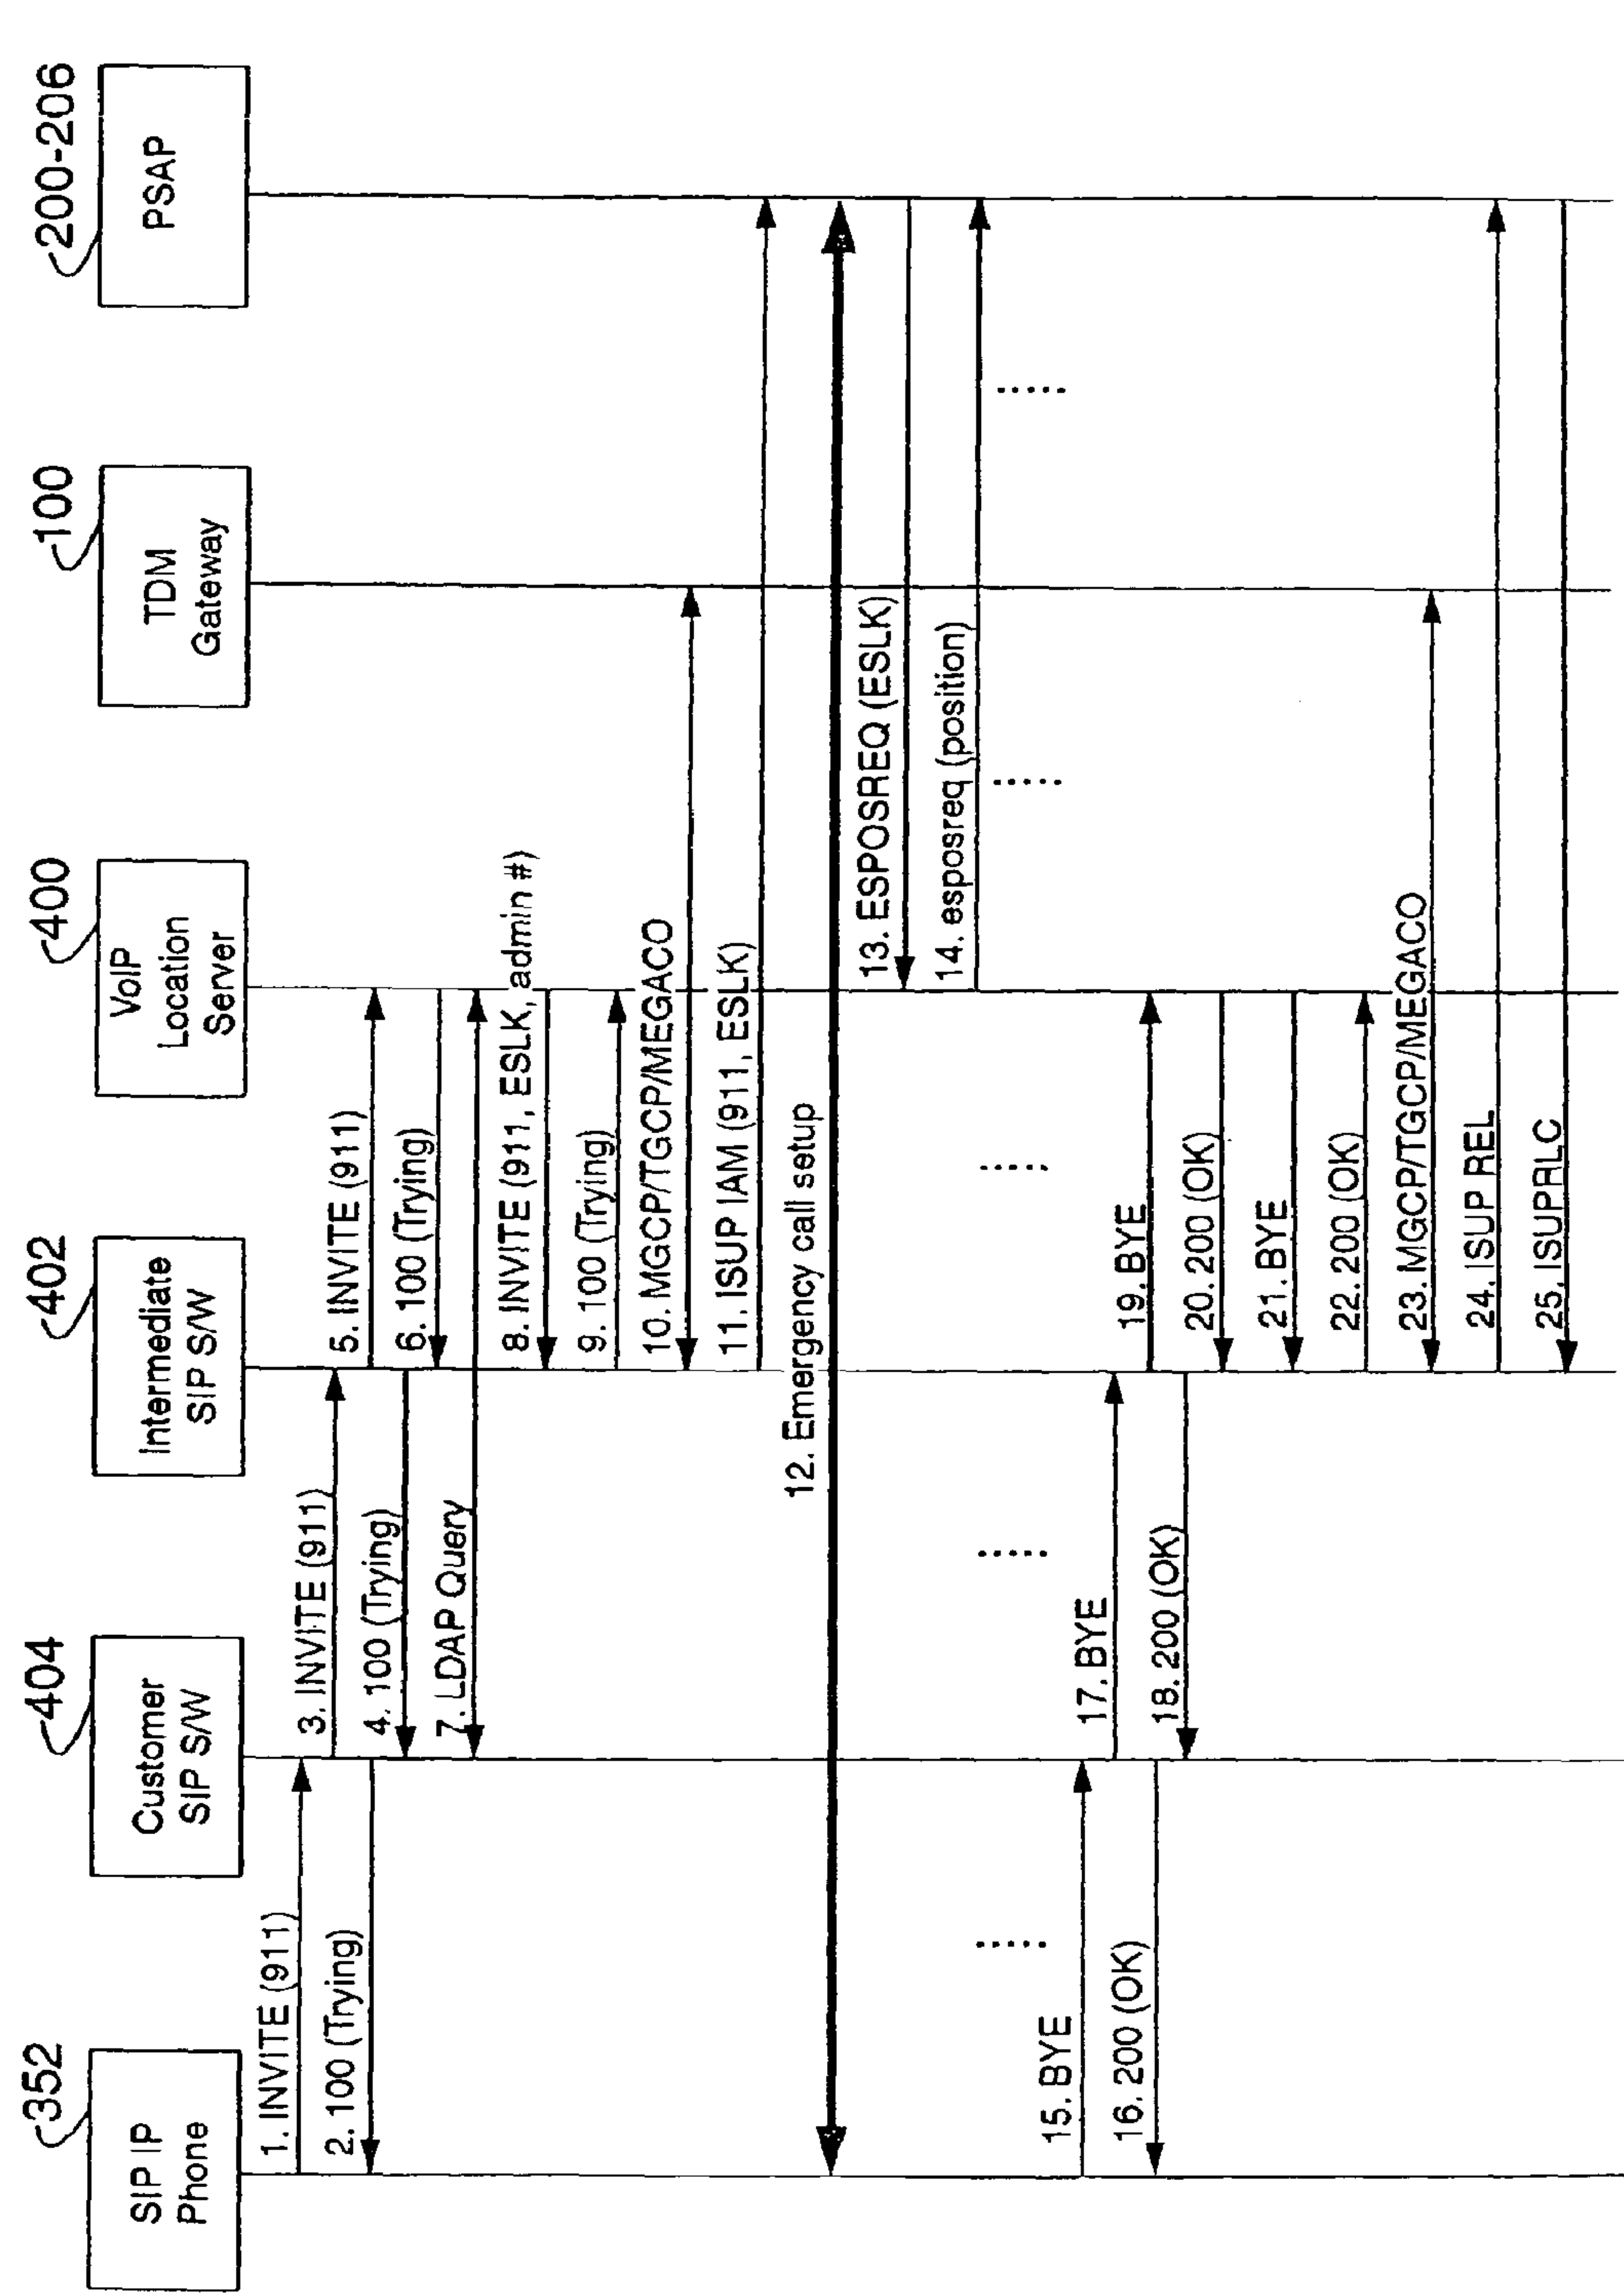 352
SIP IP
Phone
404
Customer
SIP S/W
402
Intermediate
SIP S/W
400
VoIP
Location
Server
100
TDM
Gateway
200-206
PSAP
1. INVITE (911)
2. 100 (Trying)
3. INVITE (911)
4. 100 (Trying)
5. INVITE (911)
6. 100 (Trying)
7. LDAP Query
8. INVITE (911, ESLK, admin #)
9. 100 (Trying)
10. MGCP/TGCP/MEGACO
11. ISUP IAM (911, ESLK)
12. Emergency call setup
13. ESPOSREQ (ESLK)
14. esposreq (position)
.....
.....
.....
.....
.....
15. BYE
16. 200 (OK)
17. BYE
18. 200 (OK)
19. BYE
20. 200 (OK)
21. BYE
22. 200 (OK)
23. MGCP/TGCP/MEGACO
24. ISUP REL
25. ISUPRLC